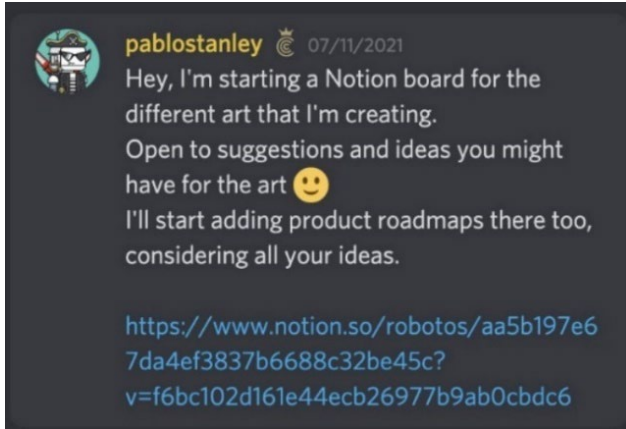 pablostanley 07/11/2021
Hey, I'm starting a Notion board for the
different art that I'm creating.
Open to suggestions and ideas you might
have for the art 🙂
I'll start adding product roadmaps there too,
considering all your ideas.
https://www.notion.so/robotos/aa5b197e6
7da4ef3837b6688c32be45c?
v=f6bc102d161e44ecb26977b9ab0cbdc6